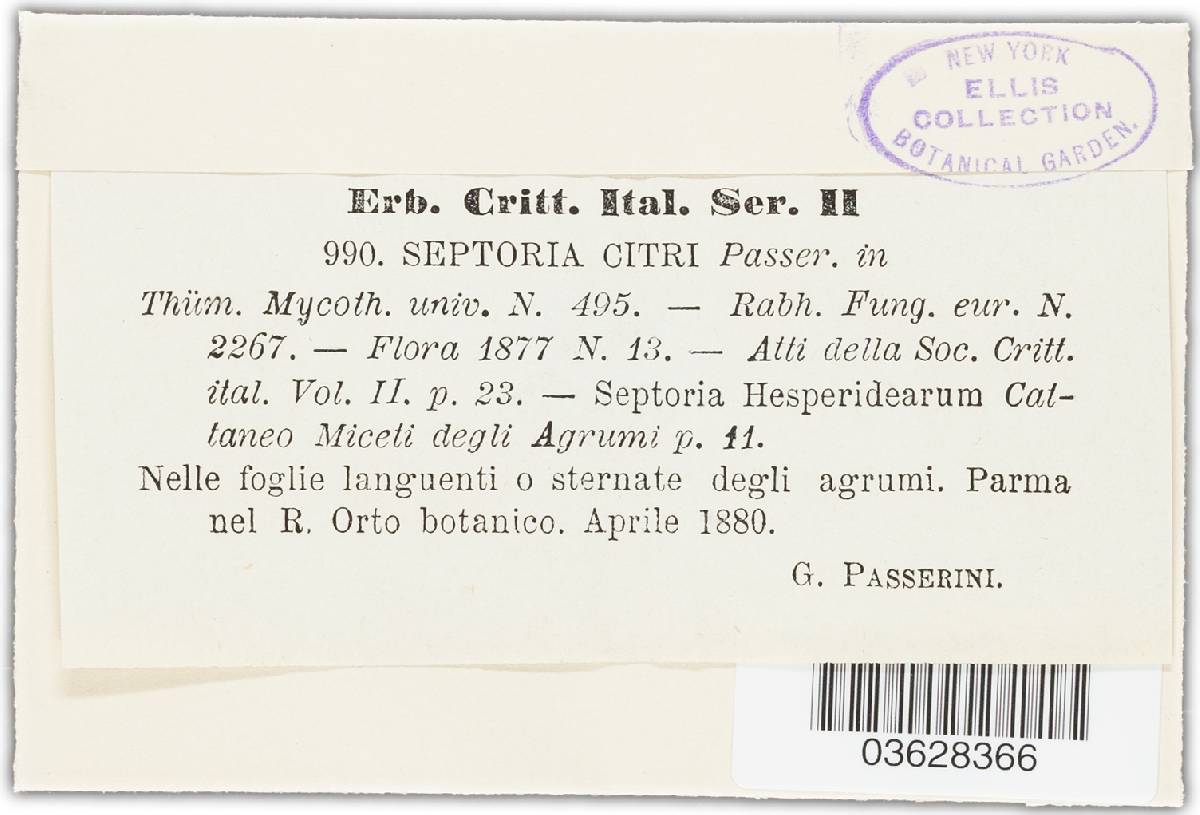 NEW YORK
ELLIS
COLLECTION
BOTANICAL GARDEN.
Erb. Critt. Ital. Ser. II
990. SEPTORIA CITRI Passer. in
Thüm. Mycoth. univ. N. 495. — Rabh. Fung. eur. N.
2267. — Flora 1877 N. 13. — Atti della Soc. Critt.
ital. Vol. II. p. 23. — Septoria Hesperidearum Cat-
taneo Miceti degli Agrumi p. 11.
Nelle foglie languenti o sternate degli agrumi. Parma
nel R. Orto botanico. Aprile 1880.
G. PASSERINI.
03628366